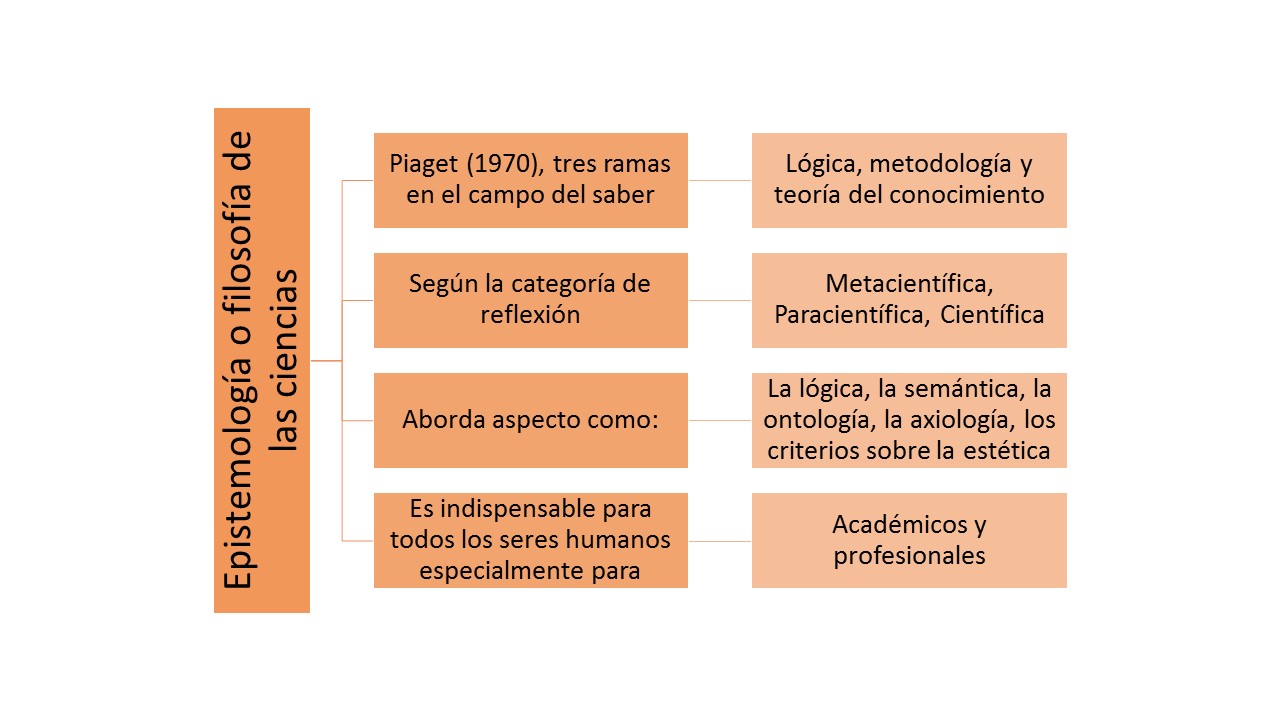 Epistemología o filosofía de
las ciencias
Piaget (1970), tres ramas
en el campo del saber
Lógica, metodología y
teoría del conocimiento
Según la categoría de
reflexión
Metacientífica,
Paracientífica, Científica
Aborda aspecto como:
La lógica, la semántica, la
ontología, la axiología, los
criterios sobre la estética
Es indispensable para
todos los seres humanos
especialmente para
Académicos y
profesionales